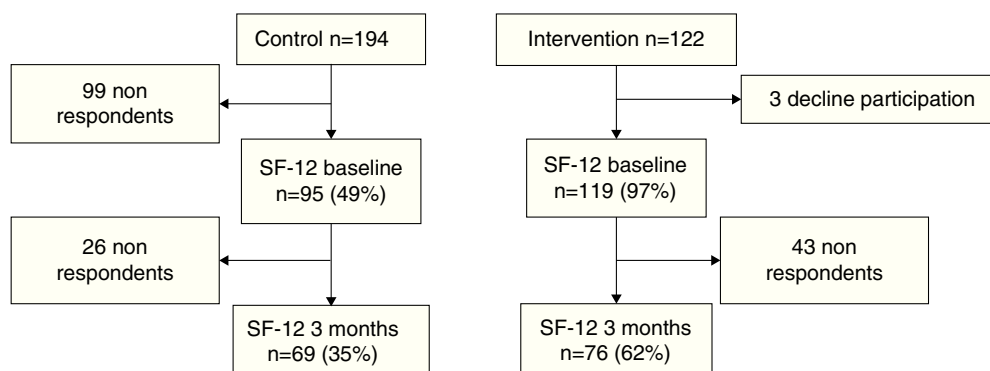 Control n=194
Intervention n=122
99 non
respondents
3 decline participation
SF-12 baseline
n=95 (49%)
SF-12 baseline
n=119 (97%)
26 non
respondents
43 non
respondents
SF-12 3 months
n=69 (35%)
SF-12 3 months
n=76 (62%)